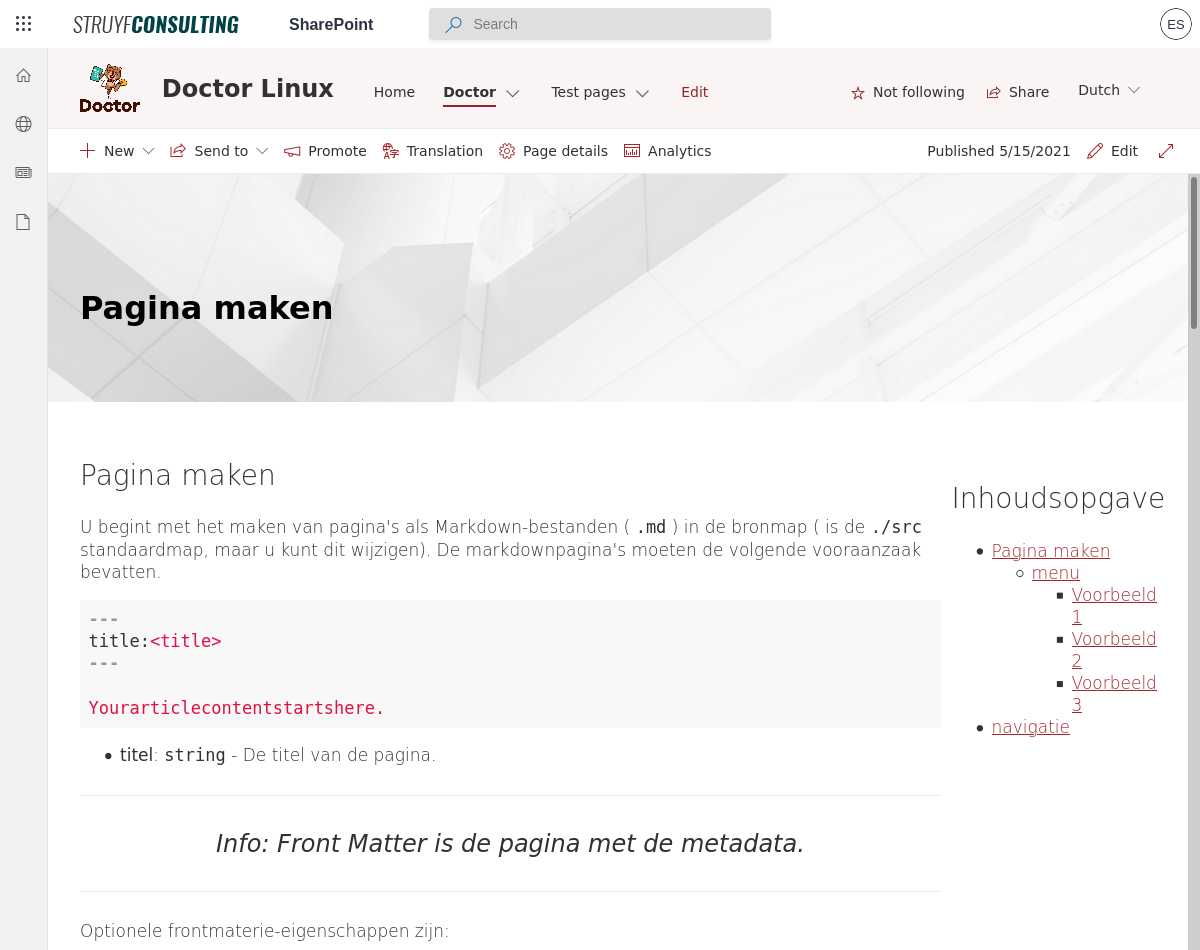 STRUYFCONSULTING SharePoint Search ES
Doctor
Doctor Linux Home Doctor Test pages Edit Not following Share Dutch
New Send to Promote Translation Page details Analytics Published 5/15/2021 Edit
Pagina maken
Pagina maken
U begint met het maken van pagina's als Markdown-bestanden ( .md ) in de bronmap ( is de ./src
standaardmap, maar u kunt dit wijzigen). De markdownpagina's moeten de volgende vooraanzaak
bevatten.
---
title:<title>
---
Yourarticlecontentstartshere.
• titel: string - De titel van de pagina.
Info: Front Matter is de pagina met de metadata.
Optionele frontmaterie-eigenschappen zijn:
Inhoudsopgave
• Pagina maken
◦ menu
▪ Voorbeeld
1
▪ Voorbeeld
2
▪ Voorbeeld
3
• navigatie